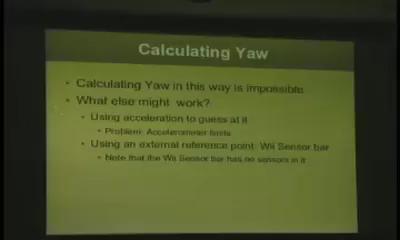 Calculating Yaw
• Calculating Yaw in this way is impossible.
• What else might work?
• Using acceleration to guess at it
• Problem: Accelerometer limits
• Using an external reference point: Wii Sensor bar
• Note that the Wii Sensor bar has no sensors in it